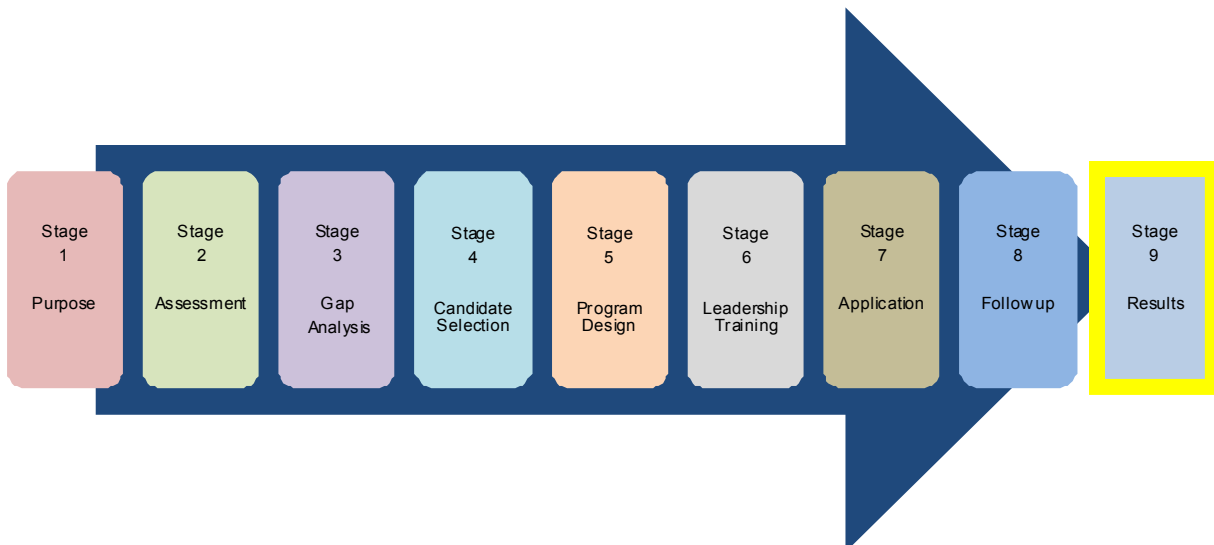 Stage
1
Purpose
Stage
2
Assessment
Stage
3
Gap
Analysis
Stage
4
Candidate
Selection
Stage
5
Program
Design
Stage
6
Leadership
Training
Stage
7
Application
Stage
8
Follow up
Stage
9
Results